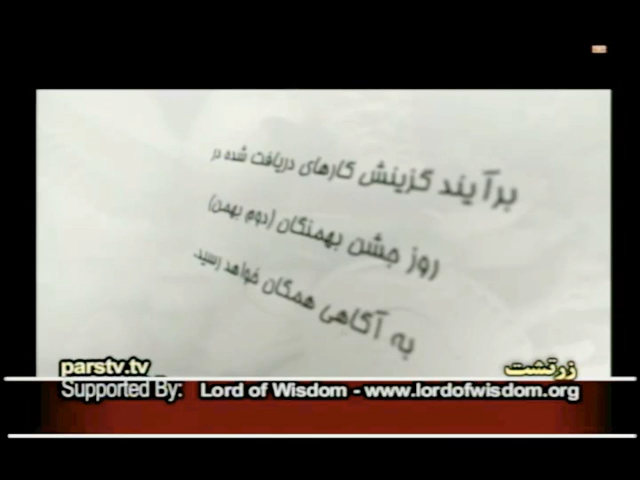 برآیند گزینش کارهای دریافت شده در
روز جشن بهمنگان (دوم بهمن)
به آگاهی همگان خواهد رسید.
parstv.tv
زرتشت
Supported By: Lord of Wisdom - www.lordofwisdom.org